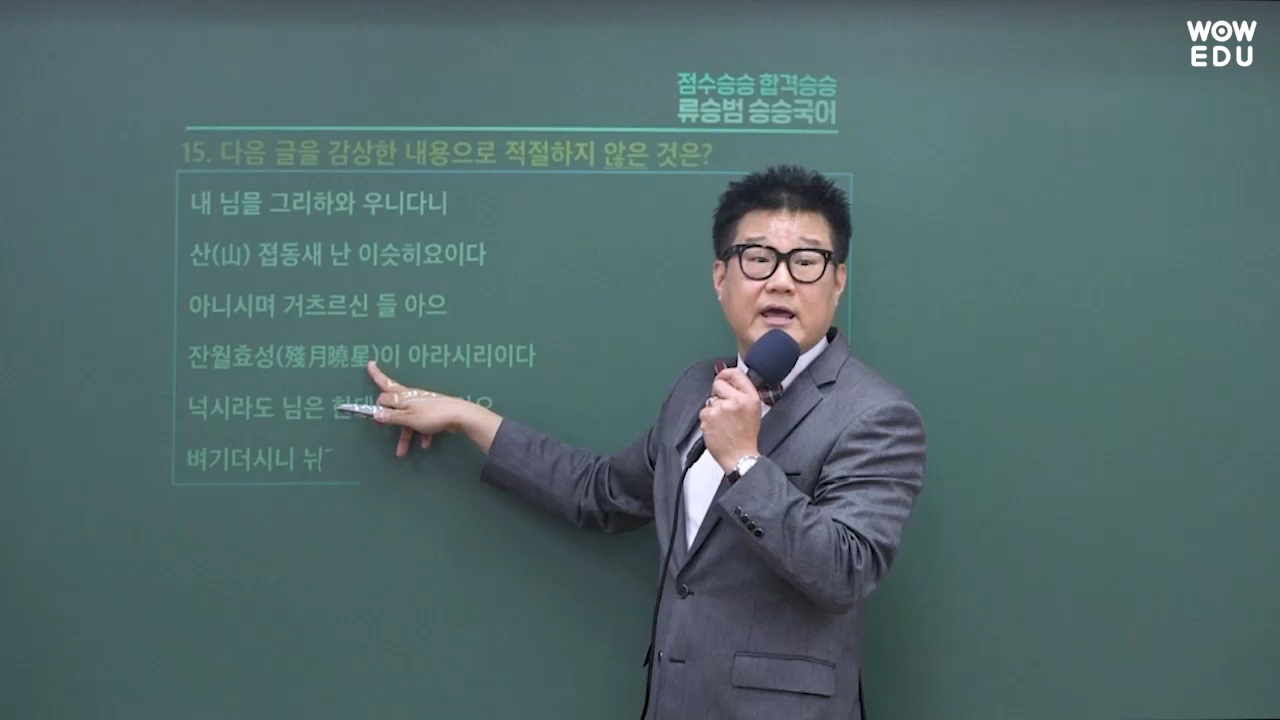 WOW
EDU
점수승승 합격승승
류승범 승승국어
15. 다음 글을 감상한 내용으로 적절하지 않은 것은?
내 님믈 그리하와 우니다니
산(山) 접동새 난 이슷히요이다
아니시며 거츠르신 들 아으
잔월효성(殘月曉星)이 아라시리이다
넉시라도 님은
벼기더시니